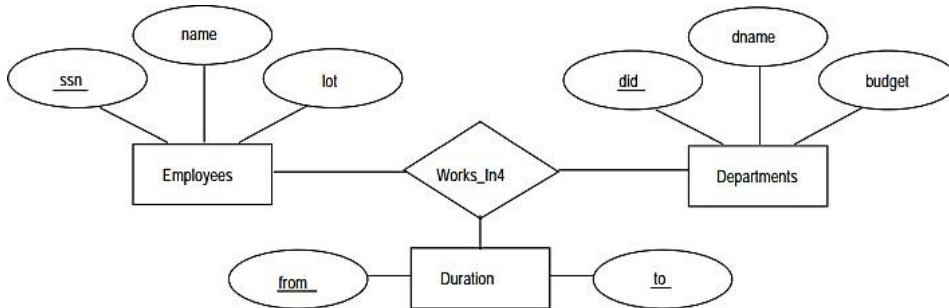 name
dname
ssn
lot
did
budget
Employees
Works_In4
Departments
from
Duration
to